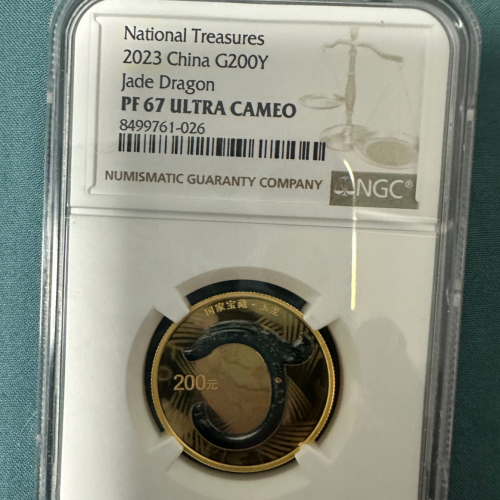 National Treasures
2023 China G200Y
Jade Dragon
PF 67 ULTRA CAMEO
8499761-026
NUMISMATIC GUARANTY COMPANY
NGC®
国家宝藏·玉龙
200元